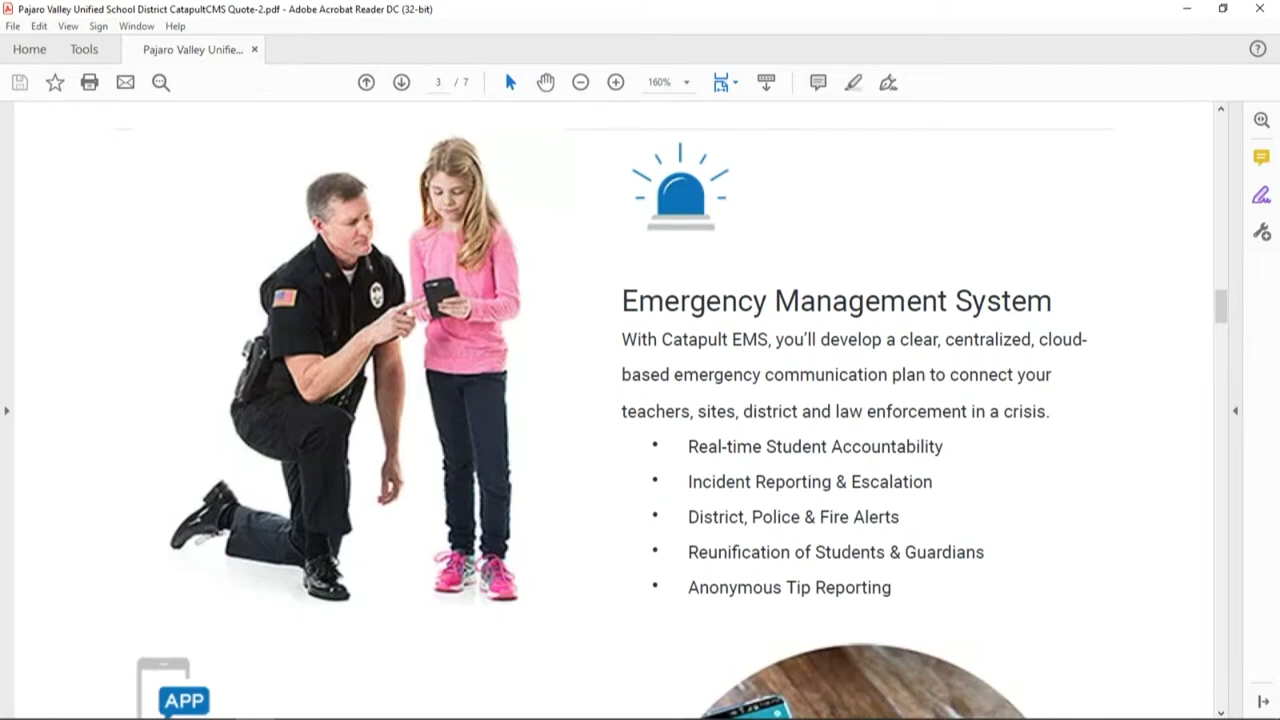 Pajaro Valley Unified School District CatapultCMS Quote-2.pdf - Adobe Acrobat Reader DC (32-bit)
File Edit View Sign Window Help
Home Tools Pajaro Valley Unifie... ×
3 / 7 160%
Emergency Management System
With Catapult EMS, you'll develop a clear, centralized, cloud-
based emergency communication plan to connect your
teachers, sites, district and law enforcement in a crisis.
• Real-time Student Accountability
• Incident Reporting & Escalation
• District, Police & Fire Alerts
• Reunification of Students & Guardians
• Anonymous Tip Reporting
APP